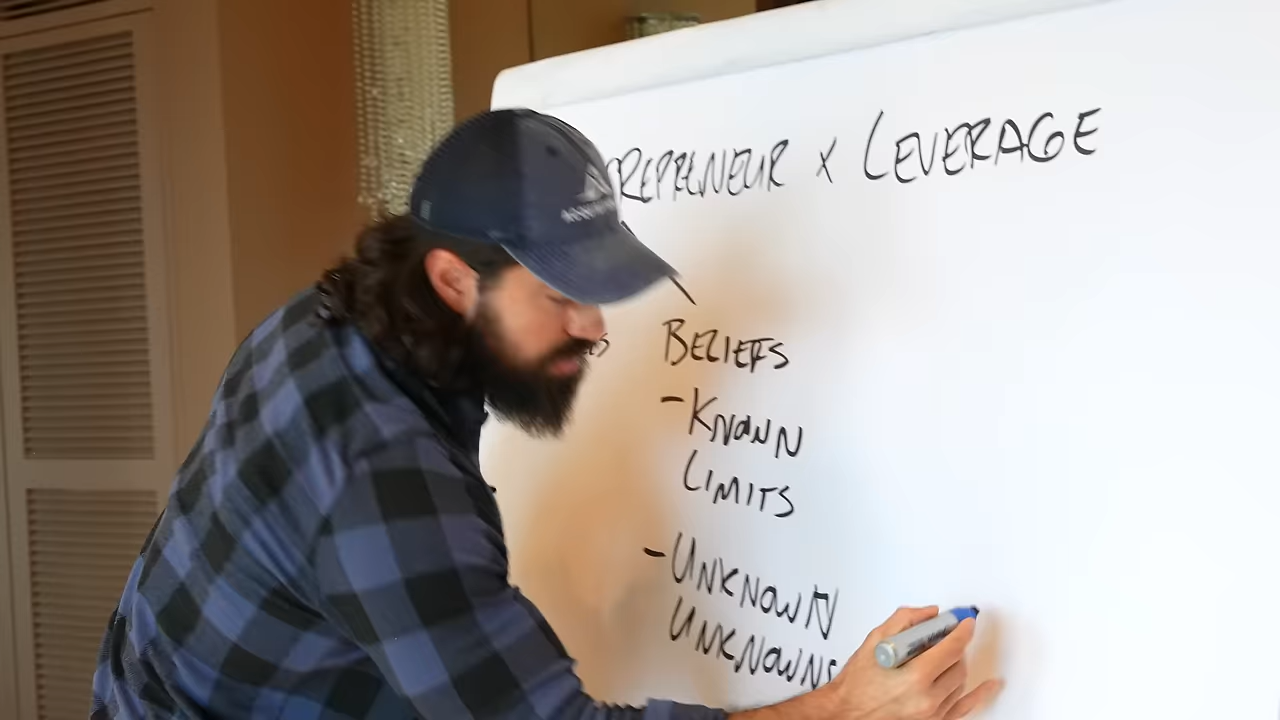 REPRENEUR X LEVERAGE
BELIEFS
-KNOWN
LIMITS
-UNKNOWN
UNKNOWNS